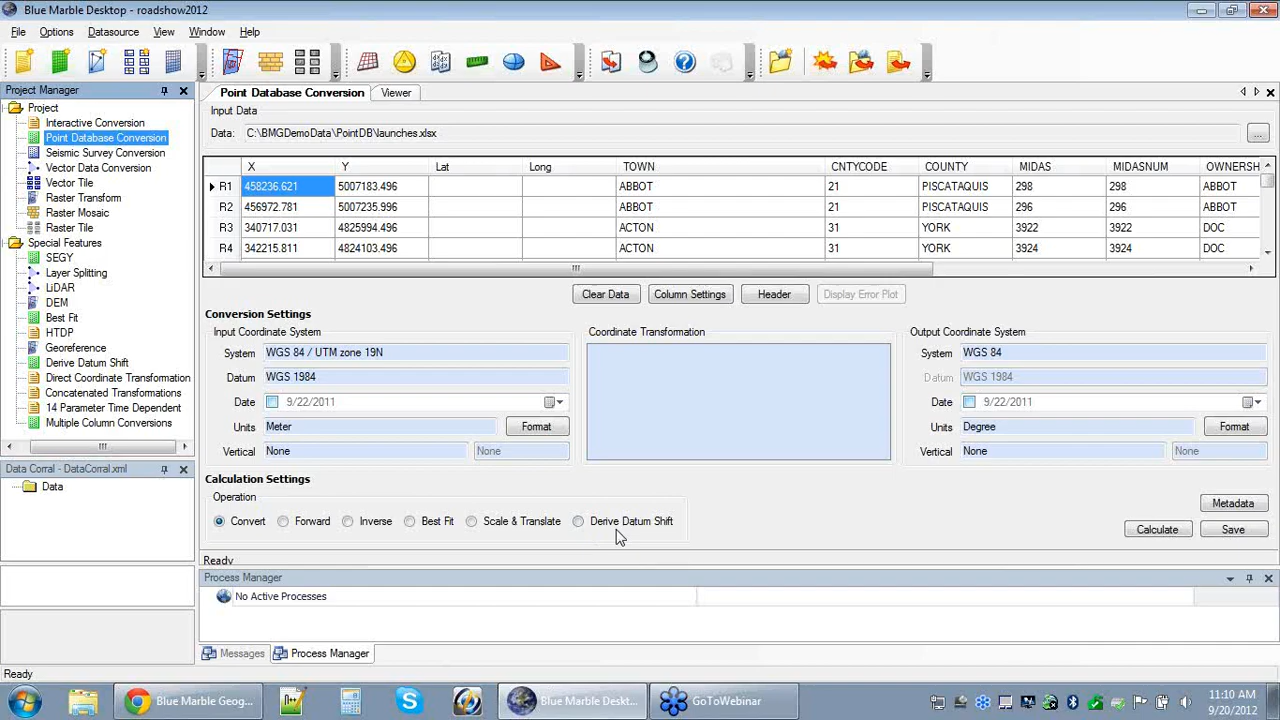 Blue Marble Desktop - roadshow2012
File Options Datasource View Window Help
Project Manager
Project
Interactive Conversion
Point Database Conversion
Seismic Survey Conversion
Vector Data Conversion
Vector Tile
Raster Transform
Raster Mosaic
Raster Tile
Special Features
SEGY
Layer Splitting
LiDAR
DEM
Best Fit
HTDP
Georeference
Derive Datum Shift
Direct Coordinate Transformation
Concatenated Transformations
14 Parameter Time Dependent
Multiple Column Conversions
Data Corral - DataCorral.xml
Data
Point Database Conversion Viewer
Input Data
Data: C:\BMGDemoData\PointDB\launches.xlsx ...
X Y Lat Long TOWN CNTYCODE COUNTY MIDAS MIDASNUM OWNERSH
R1 458236.621 5007183.496 ABBOT 21 PISCATAQUIS 298 298 ABBOT
R2 456972.781 5007235.996 ABBOT 21 PISCATAQUIS 296 296 ABBOT
R3 340717.031 4825994.496 ACTON 31 YORK 3922 3922 DOC
R4 342215.811 4824103.496 ACTON 31 YORK 3924 3924 DOC
Clear Data Column Settings Header Display Error Plot
Conversion Settings
Input Coordinate System
System WGS 84 / UTM zone 19N
Datum WGS 1984
Date 9/22/2011
Units Meter Format
Vertical None None
Coordinate Transformation
Output Coordinate System
System WGS 84
Datum WGS 1984
Date 9/22/2011
Units Degree Format
Vertical None None
Calculation Settings
Operation
Convert Forward Inverse Best Fit Scale & Translate Derive Datum Shift
Metadata
Calculate Save
Ready
Process Manager
No Active Processes
Messages Process Manager
Ready
Blue Marble Geog... Blue Marble Deskt... GoToWebinar
11:10 AM
9/20/2012